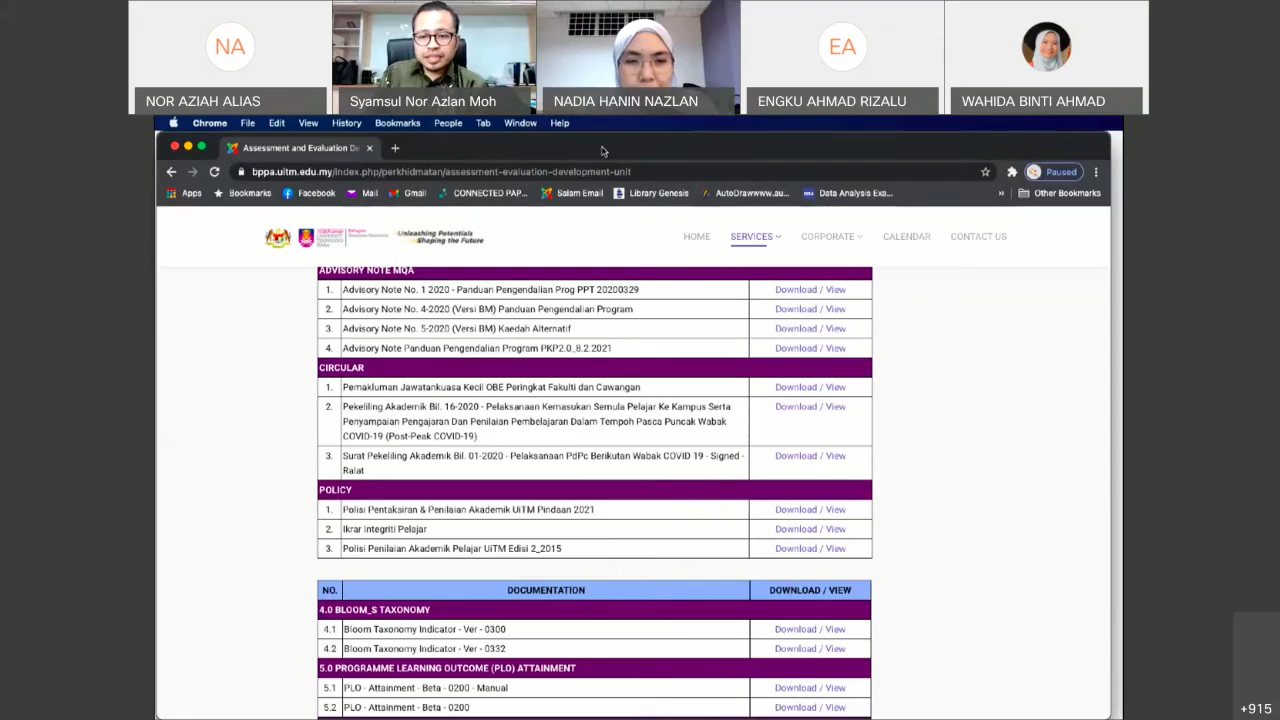 NA
EA
NOR AZIAH ALIAS
Syamsul Nor Azlan Moh
NADIA HANIN NAZLAN
ENGKU AHMAD RIZALU
WAHIDA BINTI AHMAD
Chrome File Edit View History Bookmarks People Tab Window Help
Assessment and Evaluation De
bppa.uitm.edu.my/index.php/perkhidmatan/assessment-evaluation-development-unit
Paused
Apps Bookmarks Facebook Mail Gmail CONNECTED PAP... Salam Email Library Genesis AutoDrawwww.au... Data Analysis Exa... » Other Bookmarks
Unleashing Potentials
Shaping the Future
HOME SERVICES CORPORATE CALENDAR CONTACT US
ADVISORY NOTE MQA
1. Advisory Note No. 1 2020 - Panduan Pengendalian Prog PPT 20200329 Download / View
2. Advisory Note No. 4-2020 (Versi BM) Panduan Pengendalian Program Download / View
3. Advisory Note No. 5-2020 (Versi BM) Kaedah Alternatif Download / View
4. Advisory Note Panduan Pengendalian Program PKP2.0_8.2.2021 Download / View
CIRCULAR
1. Pemakluman Jawatankuasa Kecil OBE Peringkat Fakulti dan Cawangan Download / View
2. Pekeliling Akademik Bil. 16-2020 - Pelaksanaan Kemasukan Semula Pelajar Ke Kampus Serta Download / View
Penyampaian Pengajaran Dan Penilaian Pembelajaran Dalam Tempoh Pasca Puncak Wabak
COVID-19 (Post-Peak COVID-19)
3. Surat Pekeliling Akademik Bil. 01-2020 - Pelaksanaan PdPc Berikutan Wabak COVID 19 - Signed - Download / View
Ralat
POLICY
1. Polisi Pentaksiran & Penilaian Akademik UiTM Pindaan 2021 Download / View
2. Ikrar Integriti Pelajar Download / View
3. Polisi Penilaian Akademik Pelajar UiTM Edisi 2_2015 Download / View
NO. DOCUMENTATION DOWNLOAD / VIEW
4.0 BLOOM_S TAXONOMY
4.1 Bloom Taxonomy Indicator - Ver - 0300 Download / View
4.2 Bloom Taxonomy Indicator - Ver - 0332 Download / View
5.0 PROGRAMME LEARNING OUTCOME (PLO) ATTAINMENT
5.1 PLO - Attainment - Beta - 0200 - Manual Download / View
5.2 PLO - Attainment - Beta - 0200 Download / View
+915